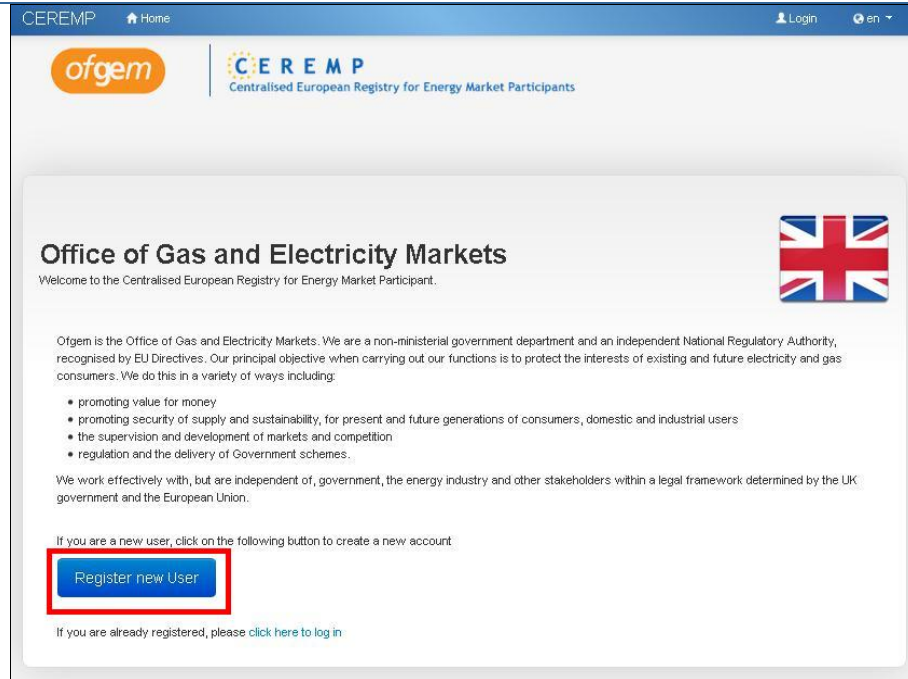 CEREMP Home Login en
ofgem
CEREMP
Centralised European Registry for Energy Market Participants
Office of Gas and Electricity Markets
Welcome to the Centralised European Registry for Energy Market Participant.
Ofgem is the Office of Gas and Electricity Markets. We are a non-ministerial government department and an independent National Regulatory Authority,
recognised by EU Directives. Our principal objective when carrying out our functions is to protect the interests of existing and future electricity and gas
consumers. We do this in a variety of ways including:
• promoting value for money
• promoting security of supply and sustainability, for present and future generations of consumers, domestic and industrial users
• the supervision and development of markets and competition
• regulation and the delivery of Government schemes.
We work effectively with, but are independent of, government, the energy industry and other stakeholders within a legal framework determined by the UK
government and the European Union.
If you are a new user, click on the following button to create a new account
Register new User
If you are already registered, please click here to log in